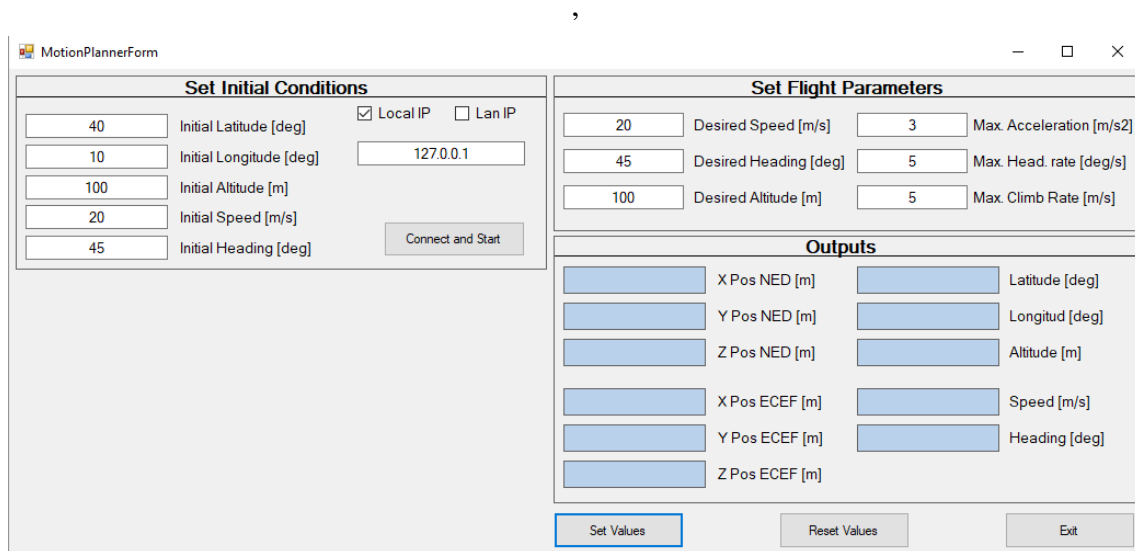 ,
MotionPlannerForm
Set Initial Conditions
Local IP Lan IP
40 Initial Latitude [deg]
10 Initial Longitude [deg] 127.0.0.1
100 Initial Altitude [m]
20 Initial Speed [m/s]
45 Initial Heading [deg] Connect and Start
Set Flight Parameters
20 Desired Speed [m/s] 3 Max. Acceleration [m/s2]
45 Desired Heading [deg] 5 Max. Head. rate [deg/s]
100 Desired Altitude [m] 5 Max. Climb Rate [m/s]
Outputs
X Pos NED [m] Latitude [deg]
Y Pos NED [m] Longitud [deg]
Z Pos NED [m] Altitude [m]
X Pos ECEF [m] Speed [m/s]
Y Pos ECEF [m] Heading [deg]
Z Pos ECEF [m]
Set Values Reset Values Exit